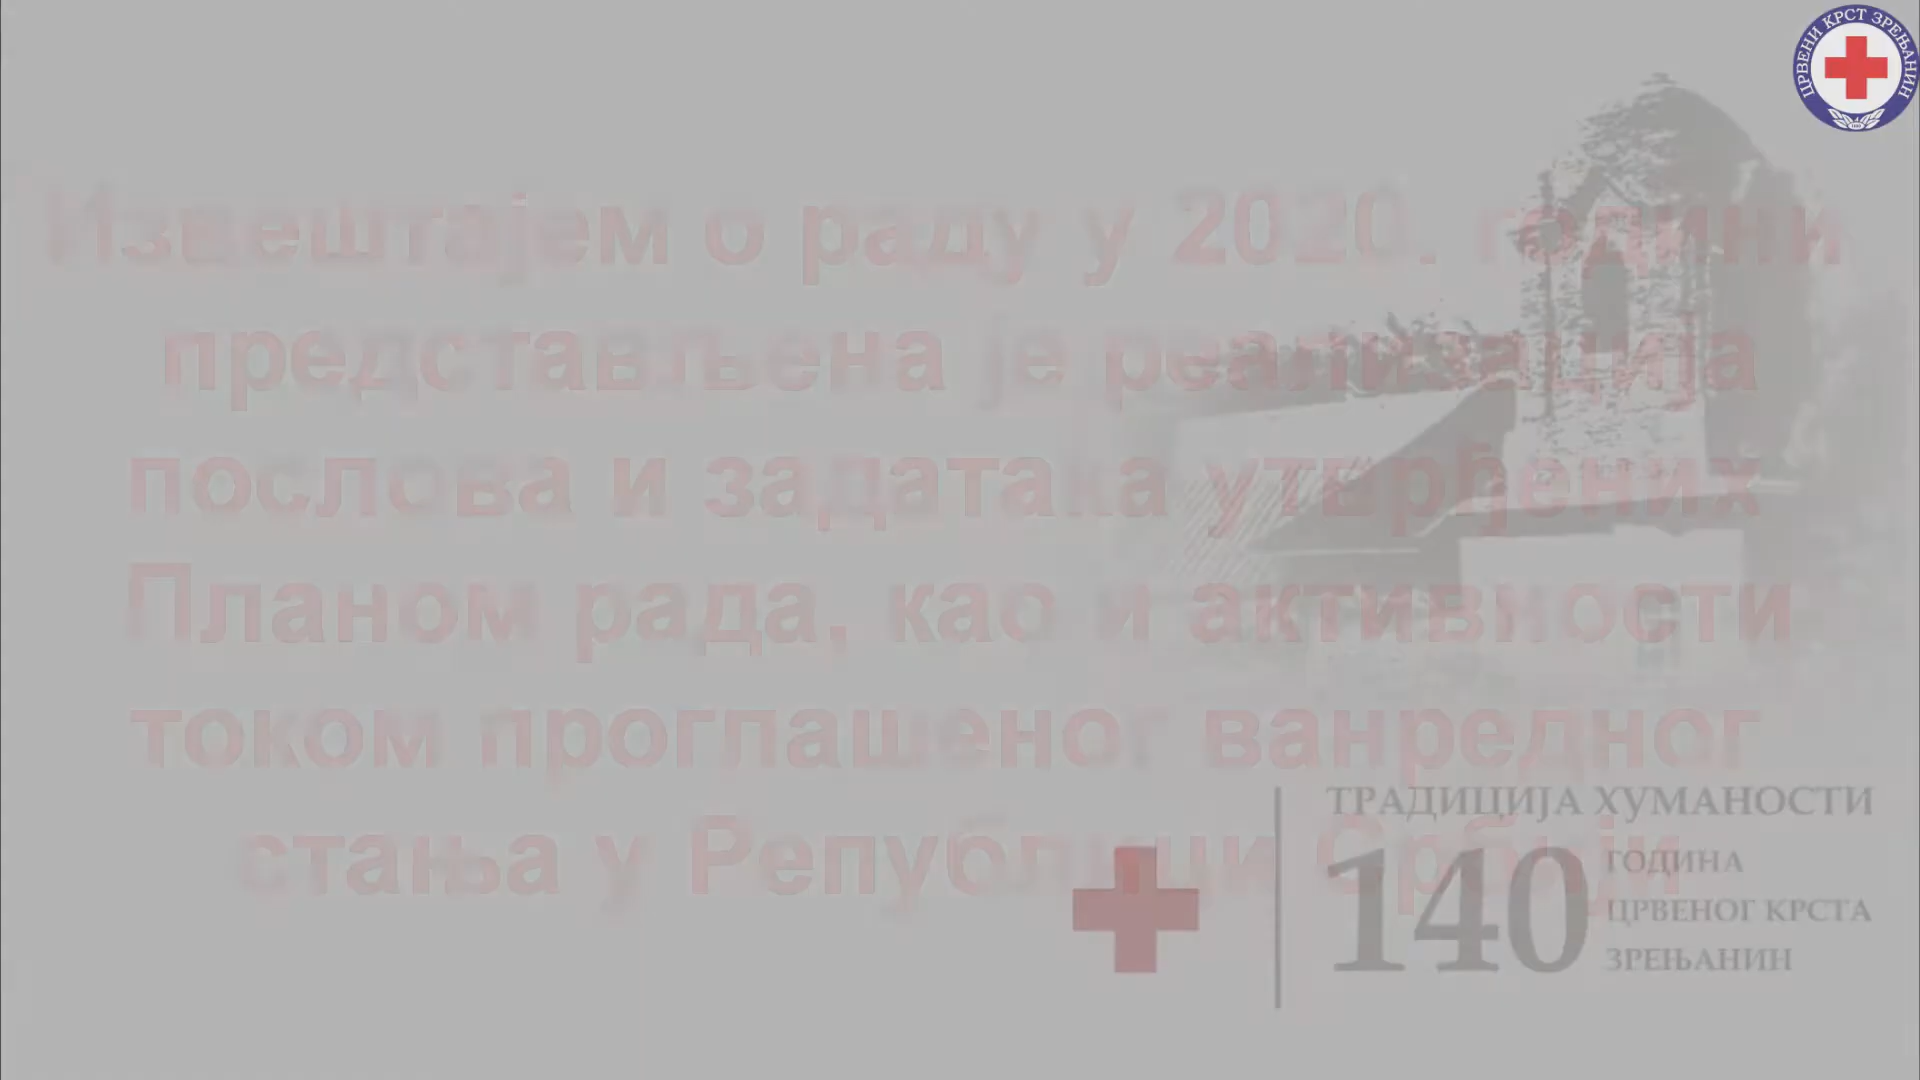 ЦРВЕНИ КРСТ ЗРЕЊАНИН
Извештајем о раду у 2020. години
представљена је реализација
послова и задатака утврђених
Планом рада, као и активности
током проглашеног ванредног
стања у Републици Србији
ТРАДИЦИЈА ХУМАНОСТИ
140
ГОДИНА
ЦРВЕНОГ КРСТА
ЗРЕЊАНИН